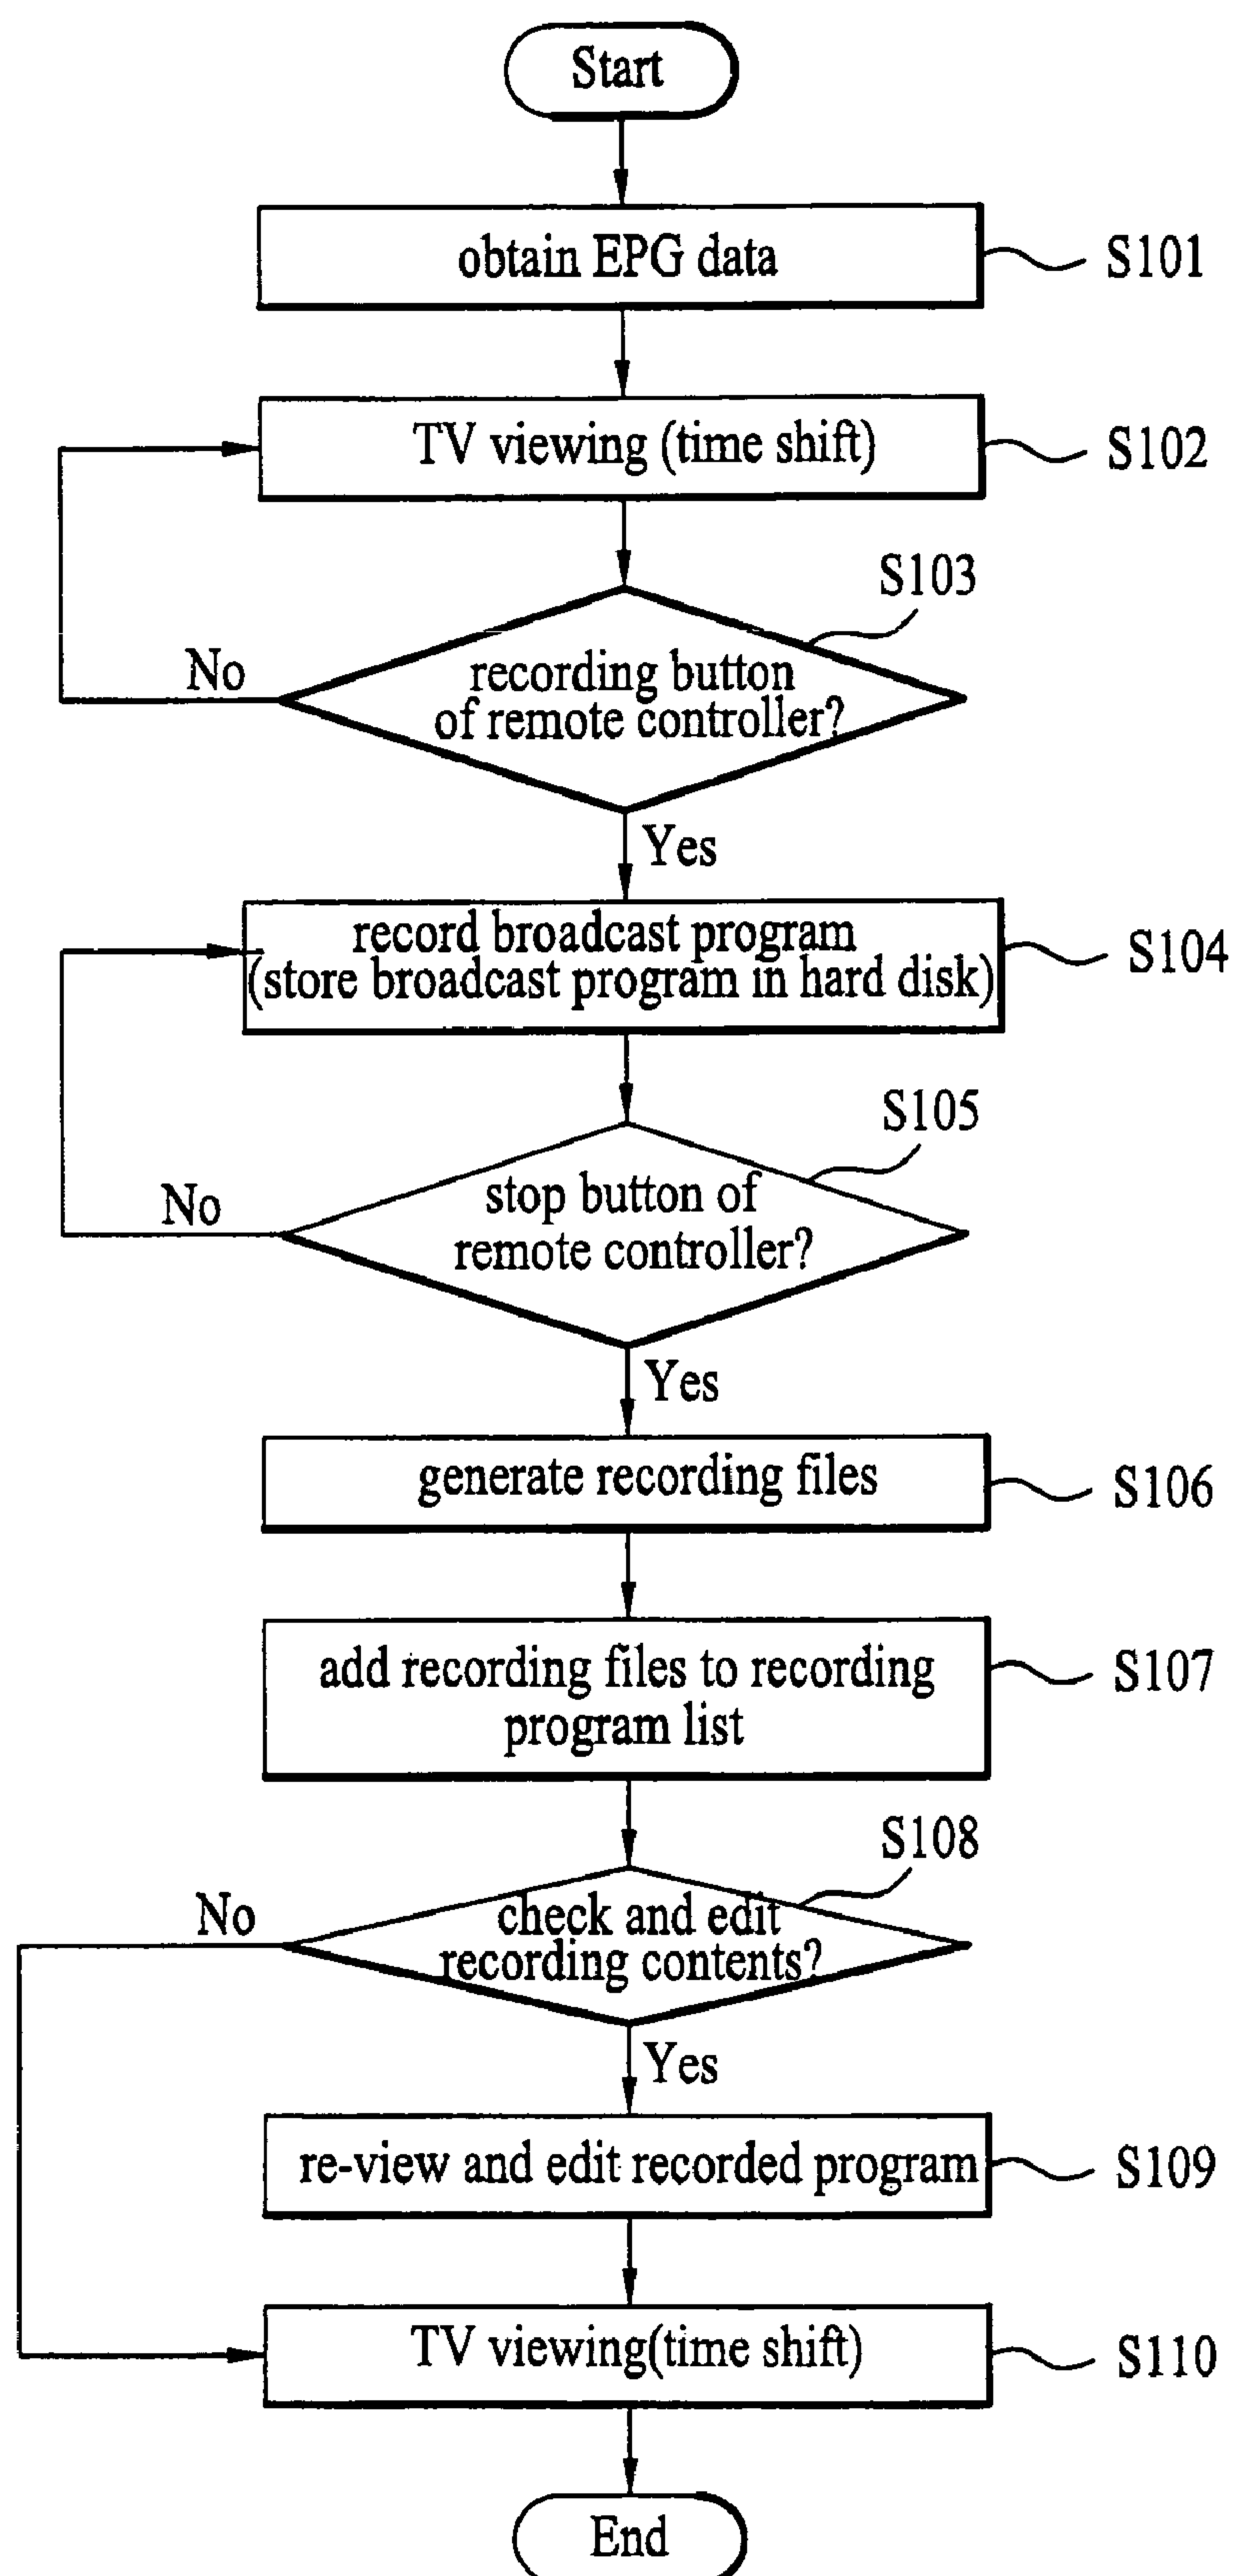 Start
obtain EPG data
S101
TV viewing (time shift)
S102
S103
No
recording button
of remote controller?
Yes
record broadcast program
(store broadcast program in hard disk)
S104
S105
No
stop button of
remote controller?
Yes
generate recording files
S106
add recording files to recording
program list
S107
S108
No
check and edit
recording contents?
Yes
re-view and edit recorded program
S109
TV viewing(time shift)
S110
End